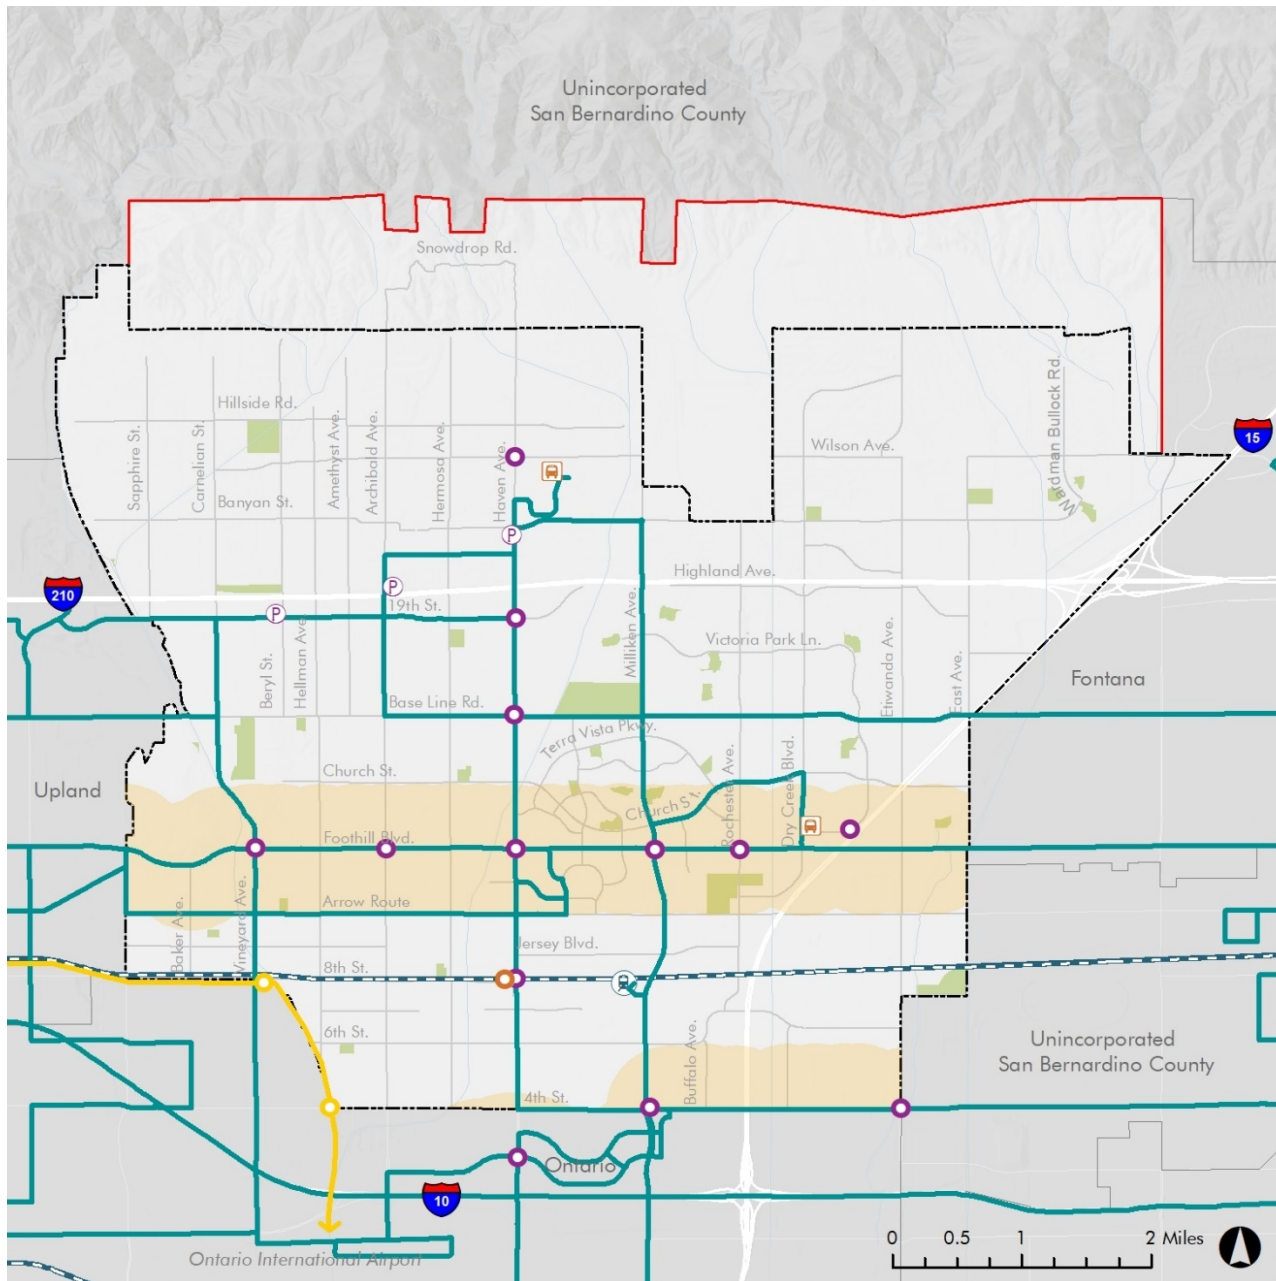 Unincorporated
San Bernardino County
Snowdrop Rd.
Hillside Rd.
Sapphire St.
Carnelian St.
Amethyst Ave.
Archibald Ave.
Hermosa Ave.
Haven Ave.
Wilson Ave.
Wardman Bullock Rd.
15
Banyan St.
P
P
P
Highland Ave.
210
19th St.
Milliken Ave.
Victoria Park Ln.
Beryl St.
Hellman Ave.
Etiwanda Ave.
East Ave.
Fontana
Base Line Rd.
Terra Vista Pkwy.
Upland
Church St.
Church St.
Rochester Ave.
Dry Creek Blvd.
Foothill Blvd.
Arrow Route
Baker Ave.
Vineyard Ave.
Jersey Blvd.
8th St.
6th St.
Buffalo Ave.
Unincorporated
San Bernardino County
4th St.
Ontario
10
Ontario International Airport
0 0.5 1 2 Miles